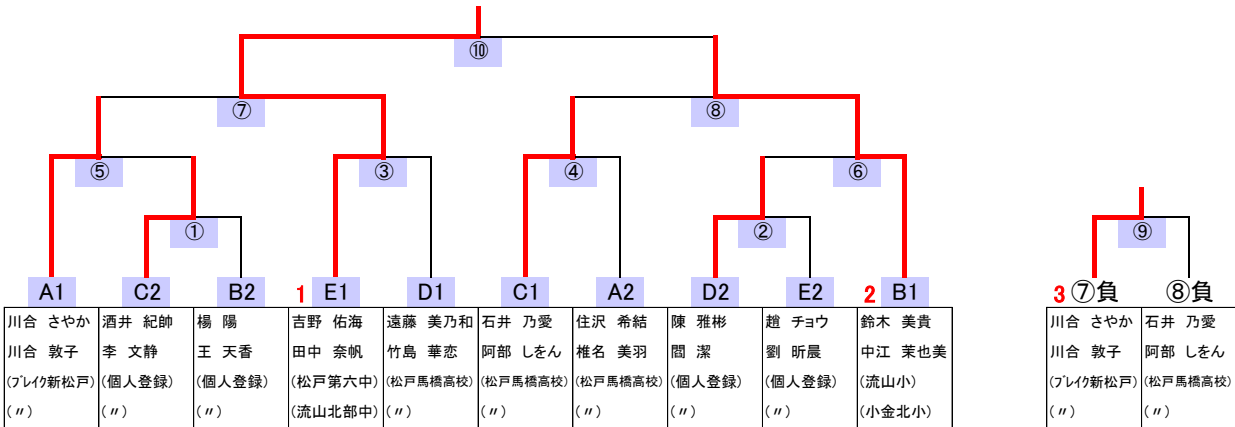 ⑩
⑦ ⑧
⑤ ③ ④ ⑥
① ② ⑨
A1 C2 B2 1 E1 D1 C1 A2 D2 E2 2 B1 3 ⑦負 ⑧負
川合 さやか 酒井 紀帥 楊 陽 吉野 佑海 遠藤 美乃和 石井 乃愛 住沢 希結 陳 雅彬 趙 チョウ 鈴木 美貴 川合 さやか 石井 乃愛
川合 敦子 李 文静 王 天香 田中 奈帆 竹島 華恋 阿部 しをん 椎名 美羽 閻 潔 劉 昕晨 中江 茉也美 川合 敦子 阿部 しをん
(ブレイク新松戸) (個人登録) (個人登録) (松戸第六中) (松戸馬橋高校) (松戸馬橋高校) (松戸馬橋高校) (個人登録) (個人登録) (流山小) (ブレイク新松戸) (松戸馬橋高校)
(〃) (〃) (〃) (流山北部中) (〃) (〃) (〃) (〃) (〃) (小金北小) (〃) (〃)